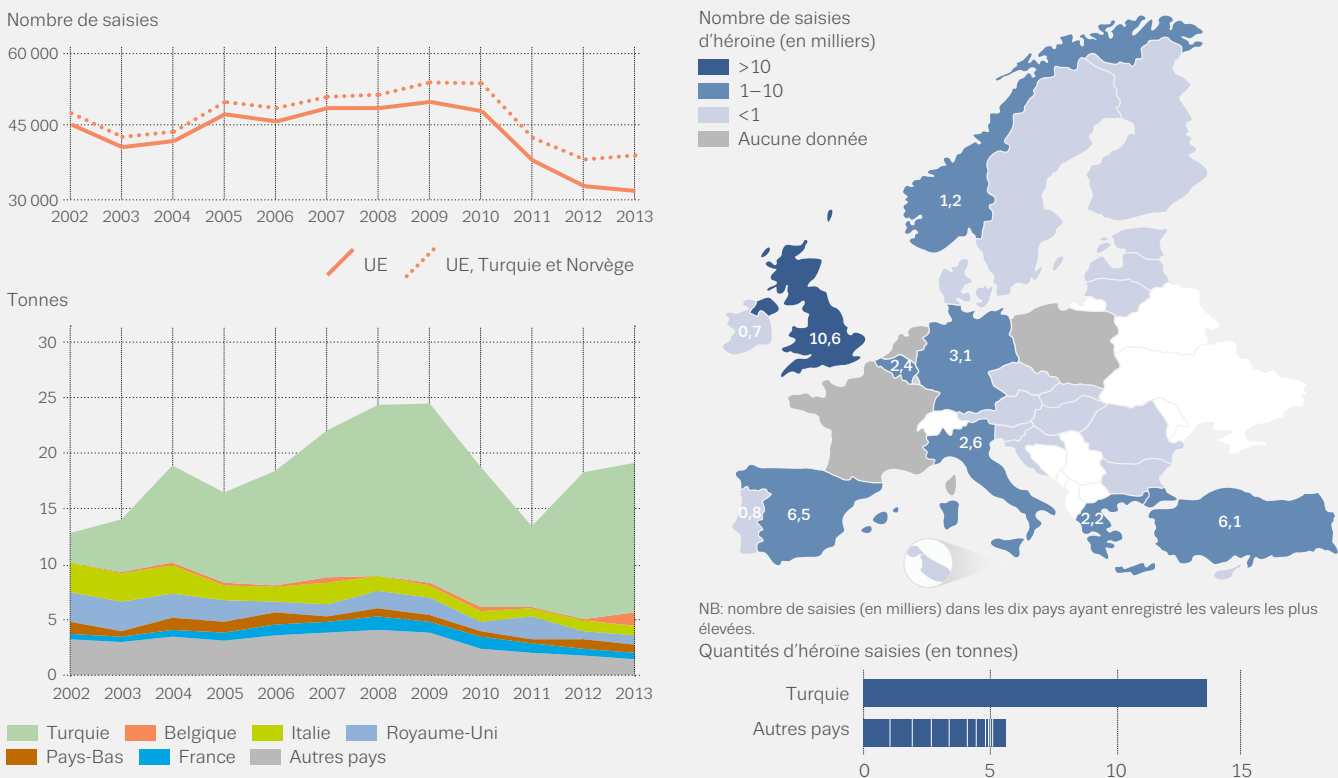 Nombre de saisies
60 000
45 000
30 000
2002 2003 2004 2005 2006 2007 2008 2009 2010 2011 2012 2013
UE UE, Turquie et Norvège
Tonnes
30
25
20
15
10
5
0
2002 2003 2004 2005 2006 2007 2008 2009 2010 2011 2012 2013
Turquie Belgique Italie Royaume-Uni
Pays-Bas France Autres pays
Nombre de saisies
d'héroïne (en milliers)
>10
1–10
<1
Aucune donnée
1,2
0,7
10,6
2,4
3,1
2,6
0,8
6,5
2,2
6,1
NB: nombre de saisies (en milliers) dans les dix pays ayant enregistré les valeurs les plus
élevées.
Quantités d'héroïne saisies (en tonnes)
Turquie
Autres pays
0 5 10 15